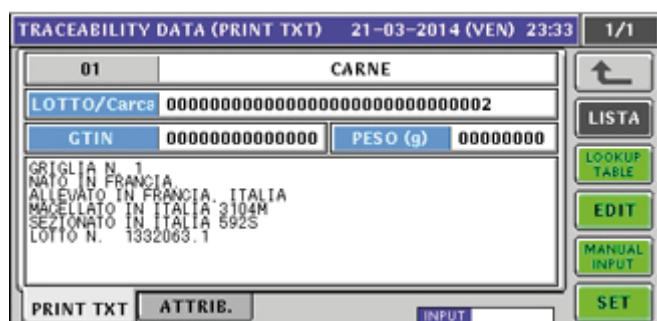 TRACEABILITY DATA (PRINT TXT) 21-03-2014 (VEN) 23:33 1/1
01 CARNE
LOTTO/Carca 0000000000000000000000000000002
GTIN 00000000000000 PESO (g) 00000000
GRIGLIA N. 1
NATO IN FRANCIA.
ALLEVATO IN FRANCIA. ITALIA
MACELLATO IN ITALIA 3104M
SEZIONATO IN ITALIA 592S
LOTTO N. 1332063.1
LISTA
LOOKUP
TABLE
EDIT
MANUAL
INPUT
SET
PRINT TXT ATTRIB. INPUT